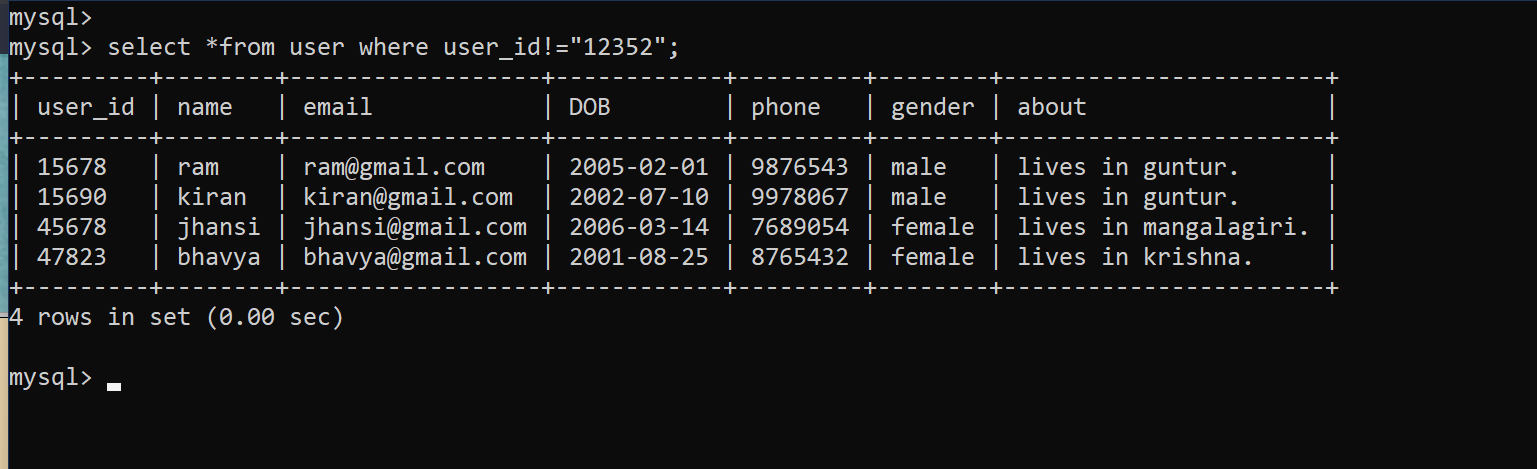 mysql>
mysql> select *from user where user_id!="12352";
+---------+--------+------------------+------------+---------+--------+-----------------------+
| user_id | name   | email            | DOB        | phone   | gender | about                 |
+---------+--------+------------------+------------+---------+--------+-----------------------+
| 15678   | ram    | ram@gmail.com    | 2005-02-01 | 9876543 | male   | lives in guntur.      |
| 15690   | kiran  | kiran@gmail.com  | 2002-07-10 | 9978067 | male   | lives in guntur.      |
| 45678   | jhansi | jhansi@gmail.com | 2006-03-14 | 7689054 | female | lives in mangalagiri. |
| 47823   | bhavya | bhavya@gmail.com | 2001-08-25 | 8765432 | female | lives in krishna.     |
+---------+--------+------------------+------------+---------+--------+-----------------------+
4 rows in set (0.00 sec)
mysql>